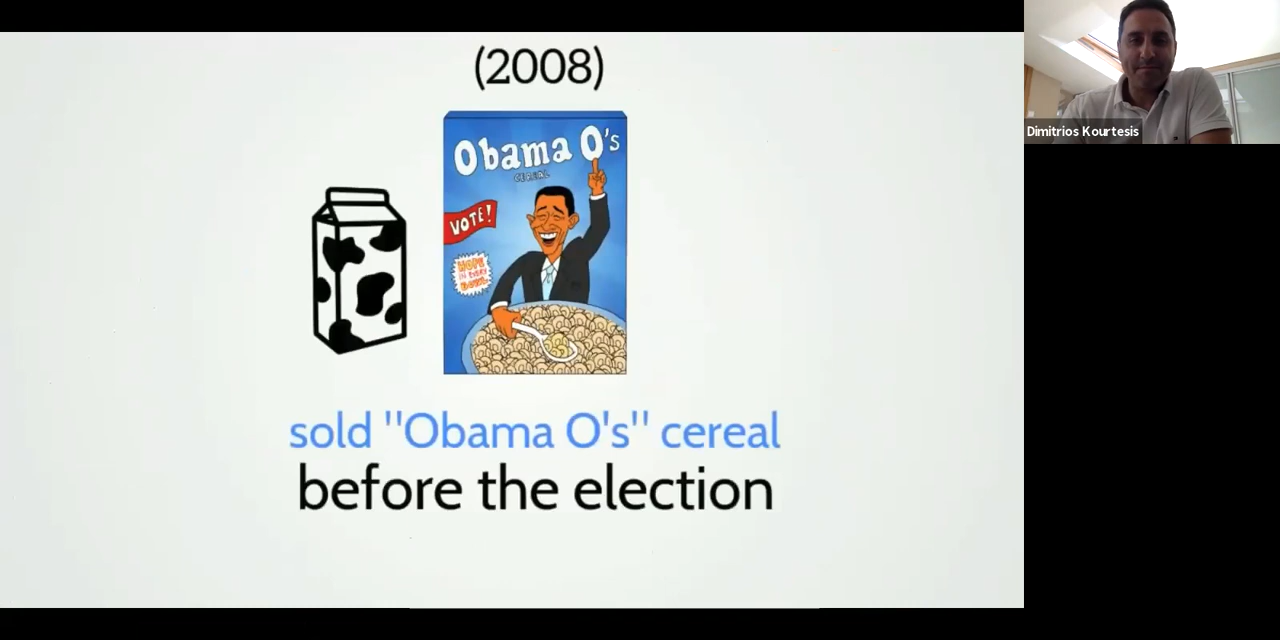 (2008)
Obama O's
CEREAL
VOTE!
HOPE
IN EVERY
BOWL
sold "Obama O's" cereal
before the election
Dimitrios Kourtesis